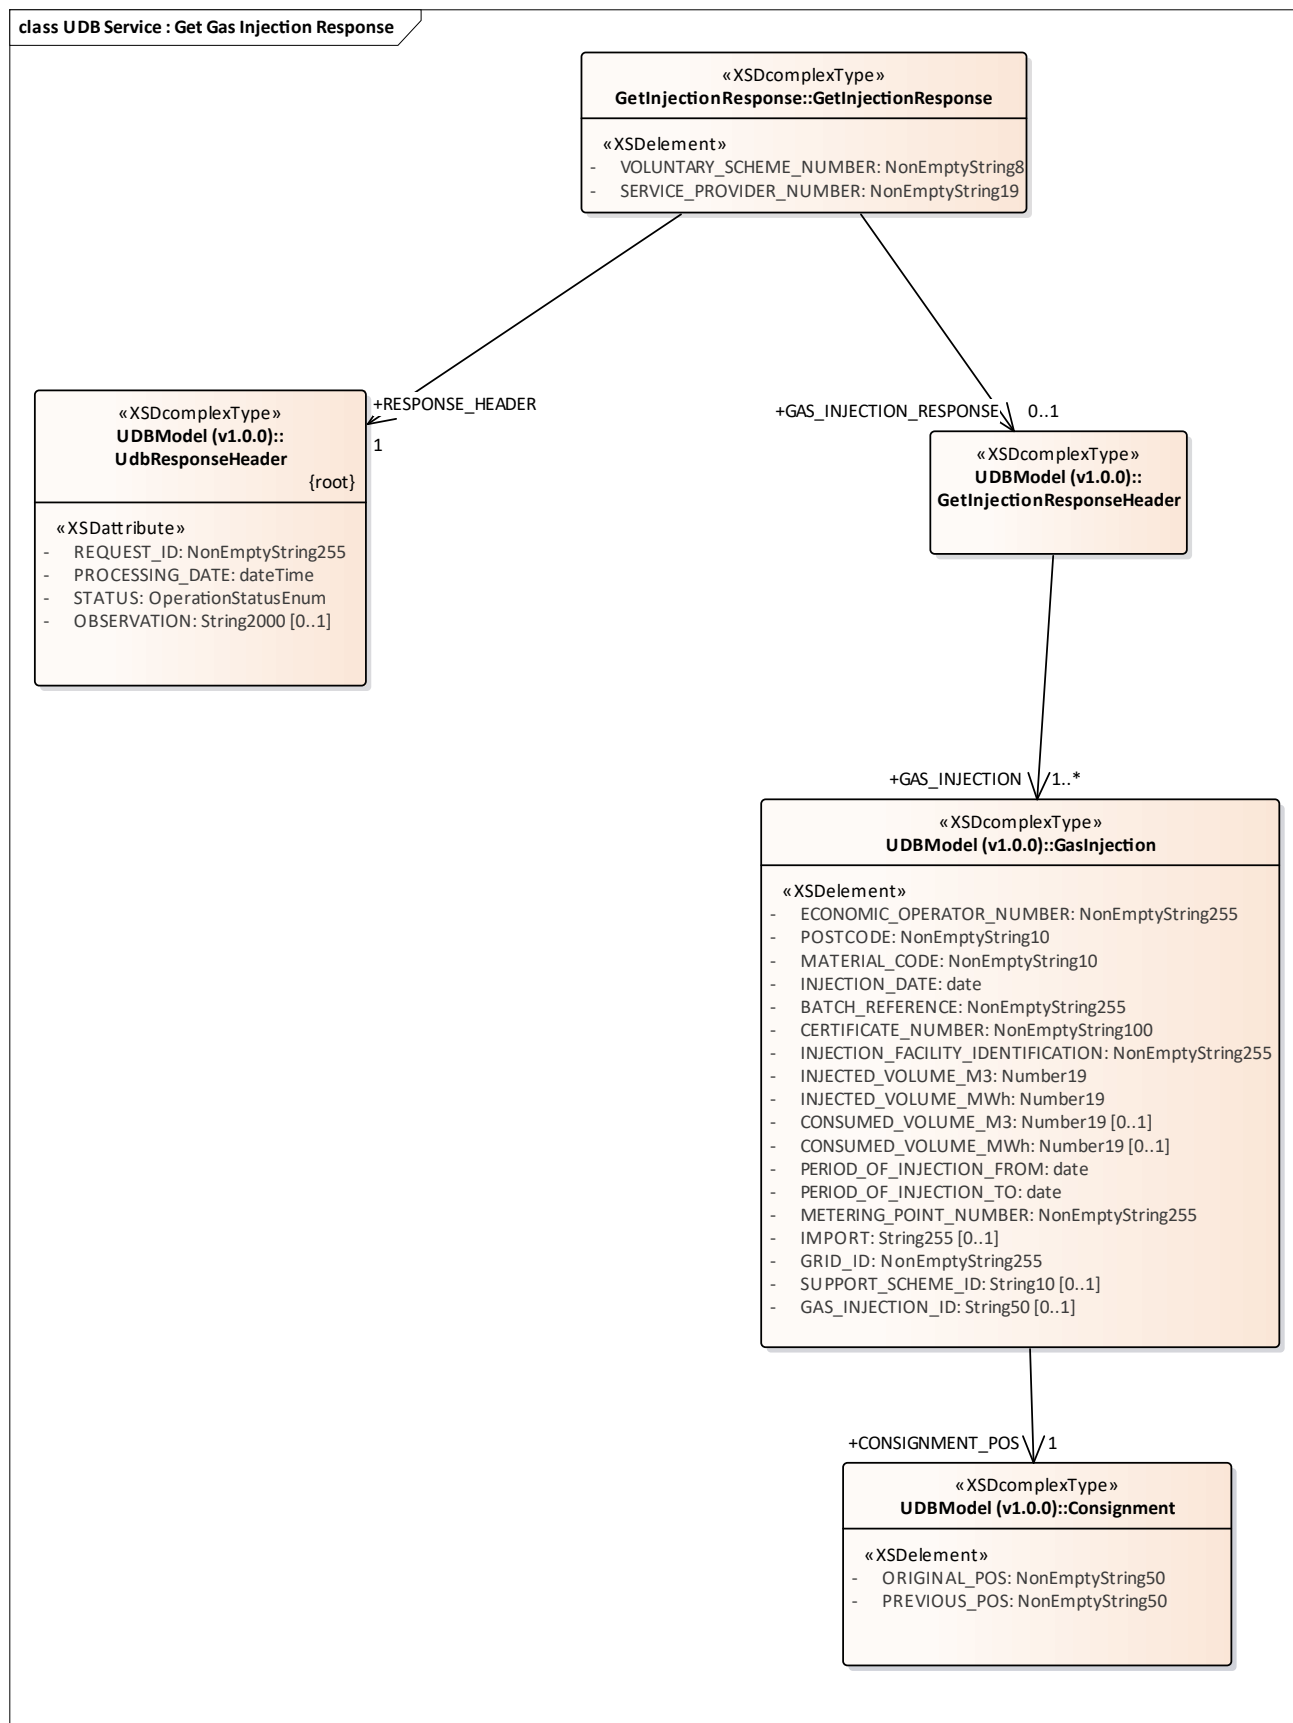 class UDB Service : Get Gas Injection Response
«XSDcomplexType»
GetInjectionResponse::GetInjectionResponse
«XSDelement»
- VOLUNTARY_SCHEME_NUMBER: NonEmptyString8
- SERVICE_PROVIDER_NUMBER: NonEmptyString19
+RESPONSE_HEADER
1
«XSDcomplexType»
UDBModel (v1.0.0)::
UdbResponseHeader
{root}
«XSDattribute»
- REQUEST_ID: NonEmptyString255
- PROCESSING_DATE: dateTime
- STATUS: OperationStatusEnum
- OBSERVATION: String2000 [0..1]
+GAS_INJECTION_RESPONSE 0..1
«XSDcomplexType»
UDBModel (v1.0.0)::
GetInjectionResponseHeader
+GAS_INJECTION 1..*
«XSDcomplexType»
UDBModel (v1.0.0)::GasInjection
«XSDelement»
- ECONOMIC_OPERATOR_NUMBER: NonEmptyString255
- POSTCODE: NonEmptyString10
- MATERIAL_CODE: NonEmptyString10
- INJECTION_DATE: date
- BATCH_REFERENCE: NonEmptyString255
- CERTIFICATE_NUMBER: NonEmptyString100
- INJECTION_FACILITY_IDENTIFICATION: NonEmptyString255
- INJECTED_VOLUME_M3: Number19
- INJECTED_VOLUME_MWh: Number19
- CONSUMED_VOLUME_M3: Number19 [0..1]
- CONSUMED_VOLUME_MWh: Number19 [0..1]
- PERIOD_OF_INJECTION_FROM: date
- PERIOD_OF_INJECTION_TO: date
- METERING_POINT_NUMBER: NonEmptyString255
- IMPORT: String255 [0..1]
- GRID_ID: NonEmptyString255
- SUPPORT_SCHEME_ID: String10 [0..1]
- GAS_INJECTION_ID: String50 [0..1]
+CONSIGNMENT_POS 1
«XSDcomplexType»
UDBModel (v1.0.0)::Consignment
«XSDelement»
- ORIGINAL_POS: NonEmptyString50
- PREVIOUS_POS: NonEmptyString50